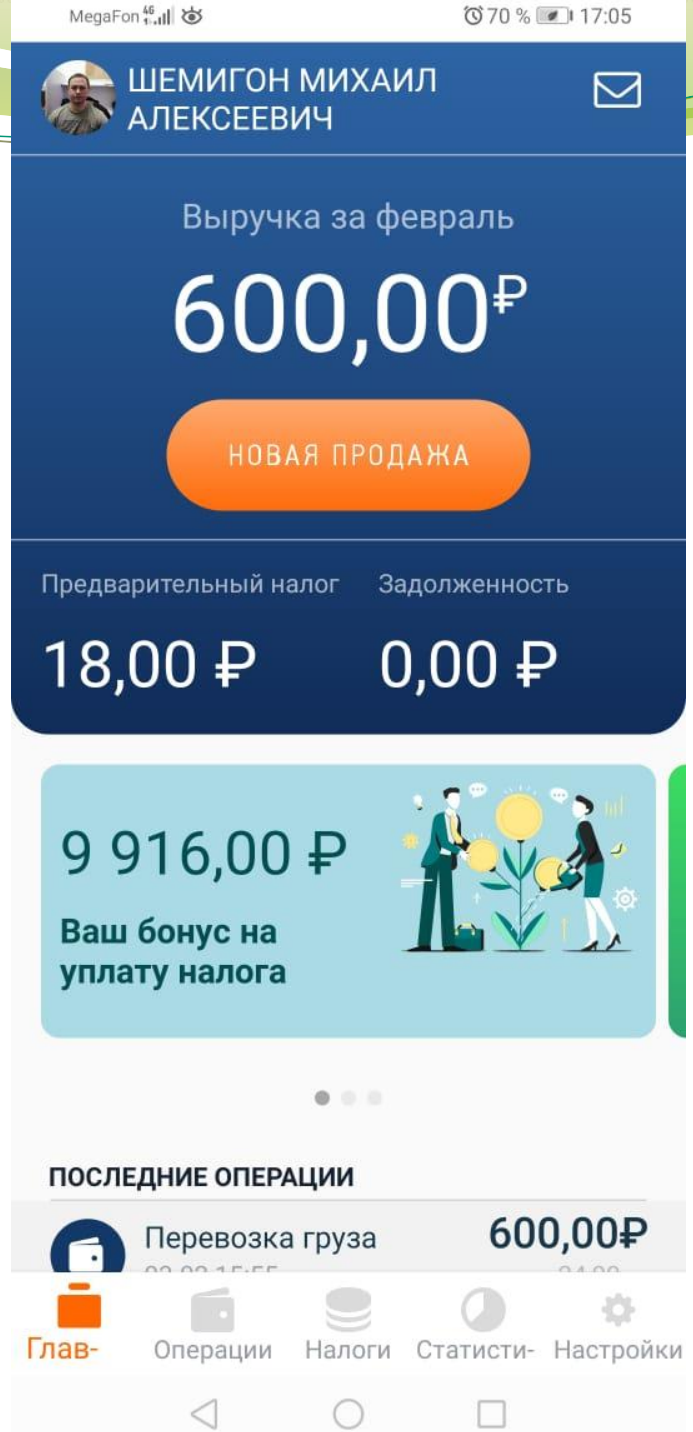 MegaFon 4G 70 % 17:05
ШЕМИГОН МИХАИЛ
АЛЕКСЕЕВИЧ
Выручка за февраль
600,00₽
НОВАЯ ПРОДАЖА
Предварительный налог Задолженность
18,00 ₽ 0,00 ₽
9 916,00 ₽
Ваш бонус на
уплату налога
ПОСЛЕДНИЕ ОПЕРАЦИИ
Перевозка груза 600,00₽
Глав- Операции Налоги Статисти- Настройки